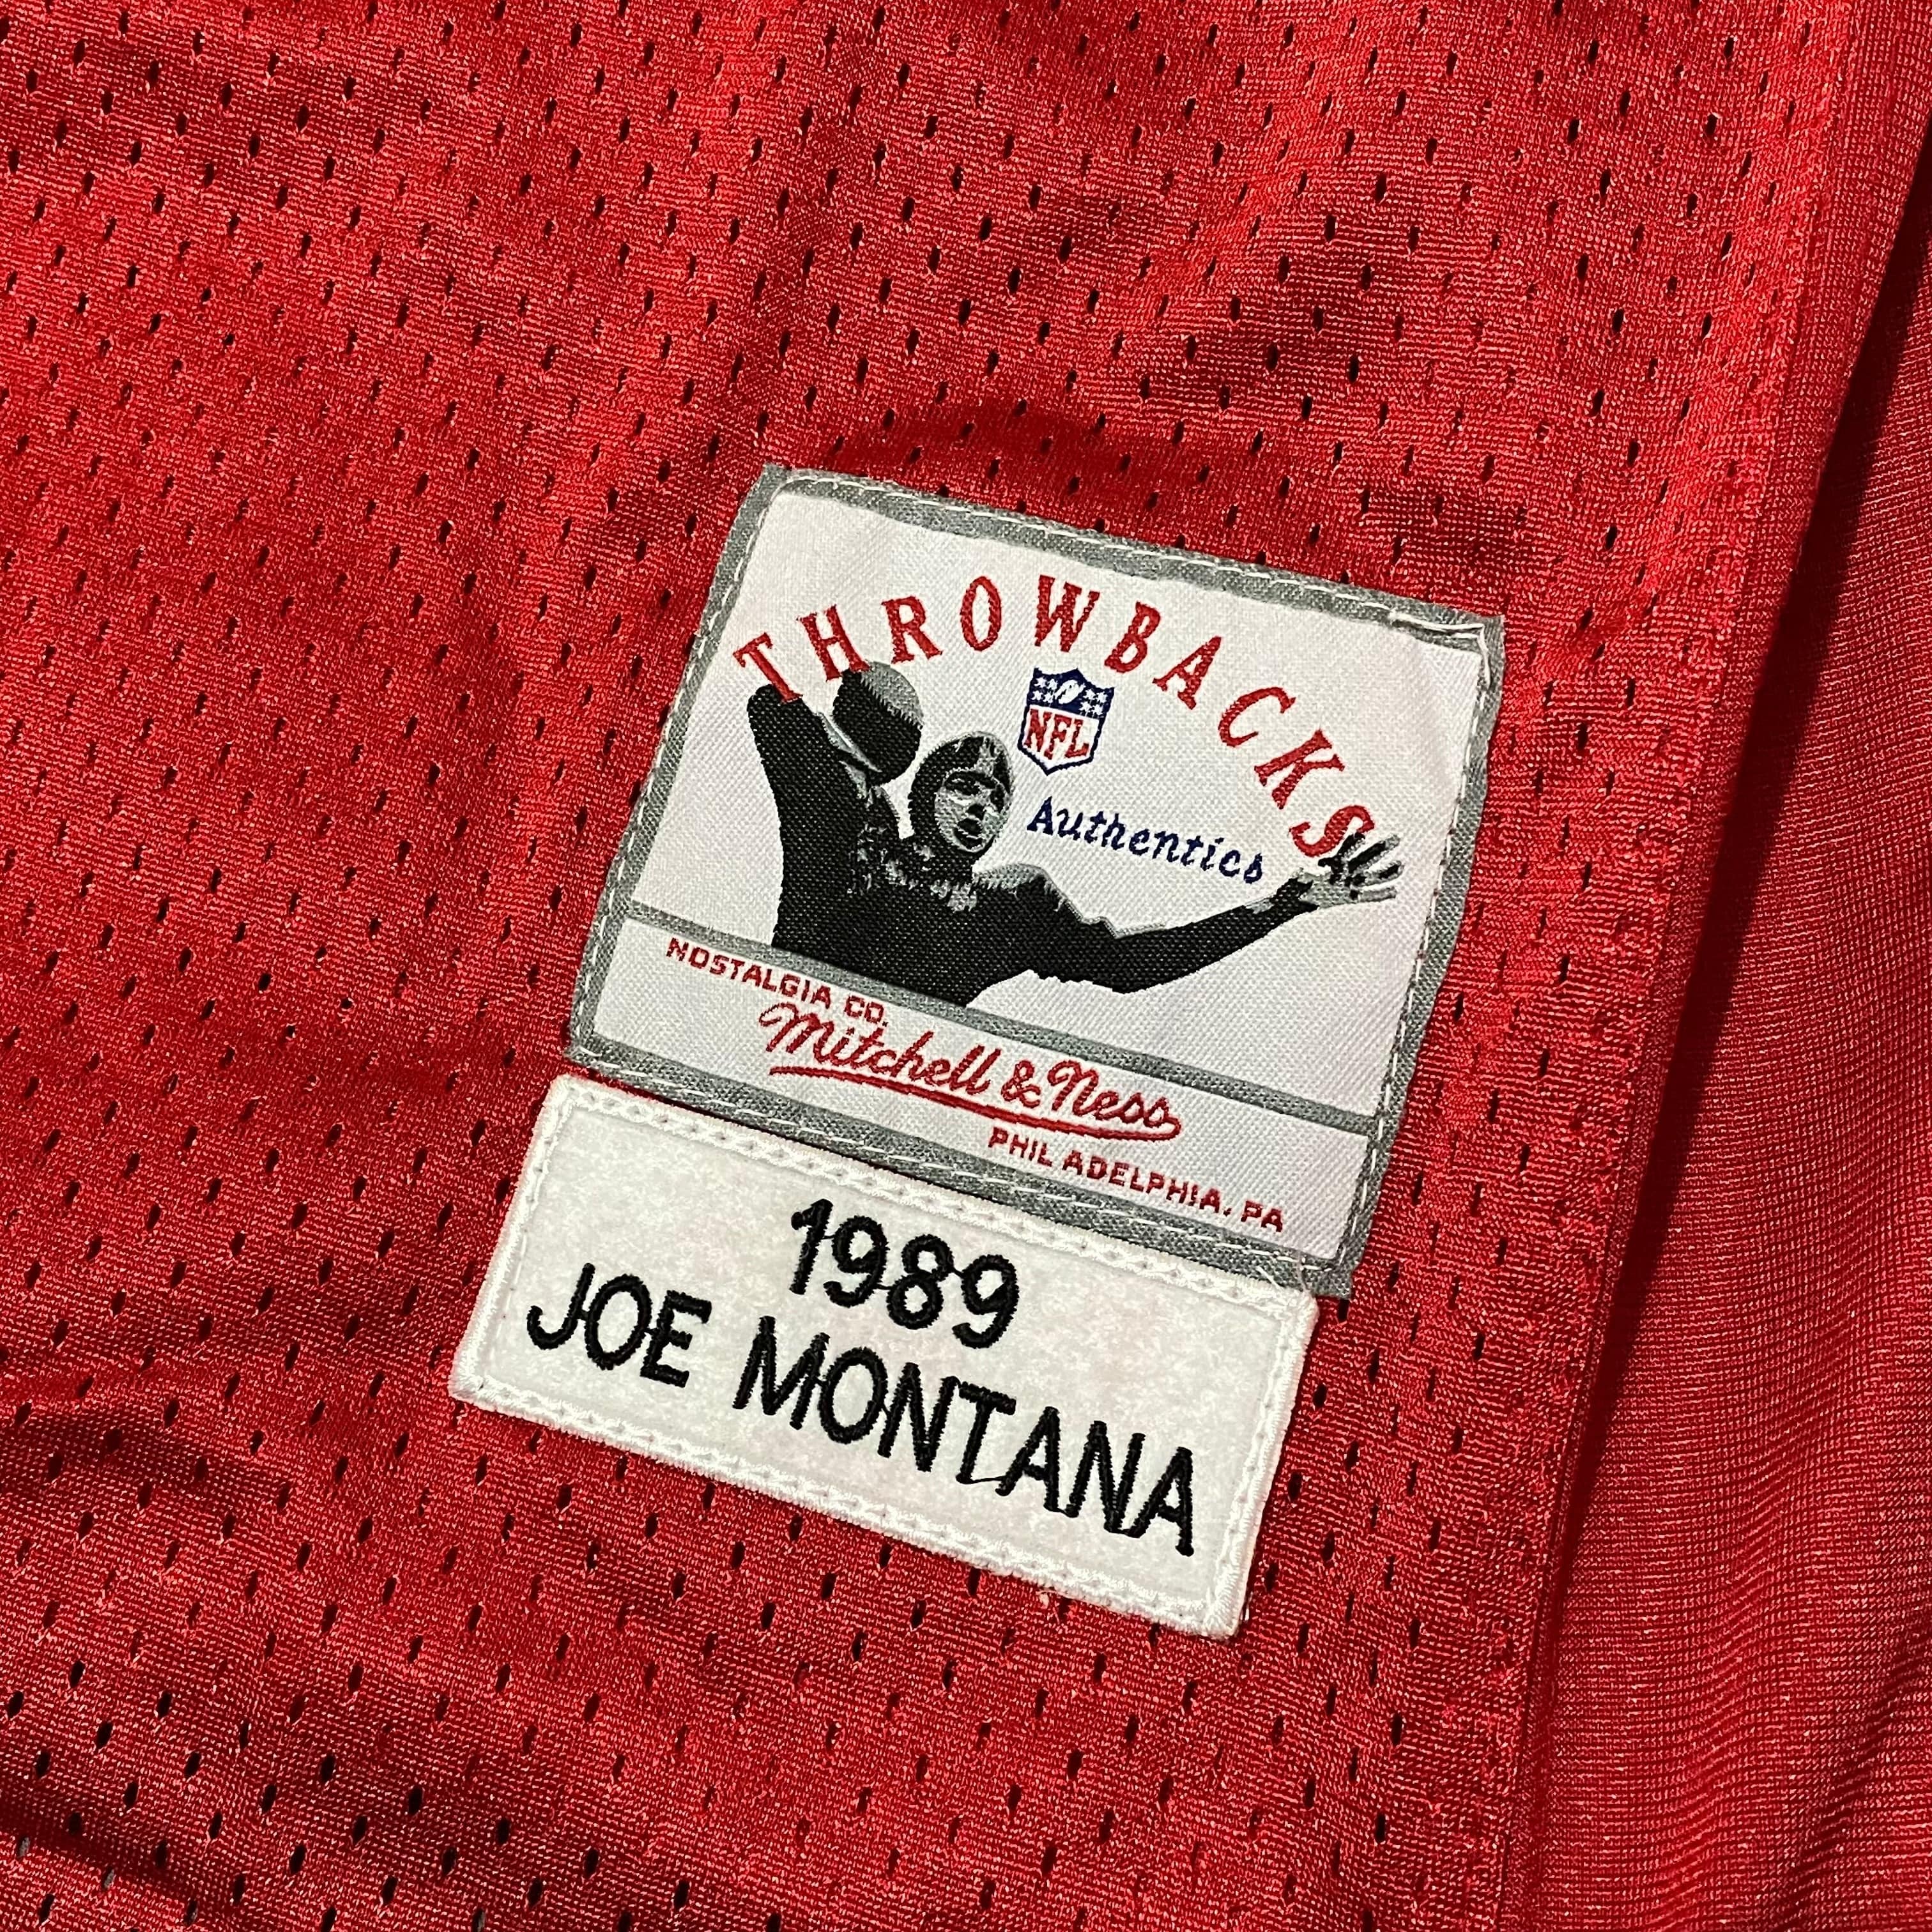 THROWBACKS
NFL
Authentics
NOSTALGIA CO.
Mitchell & Ness
PHILADELPHIA, PA
1989
JOE MONTANA